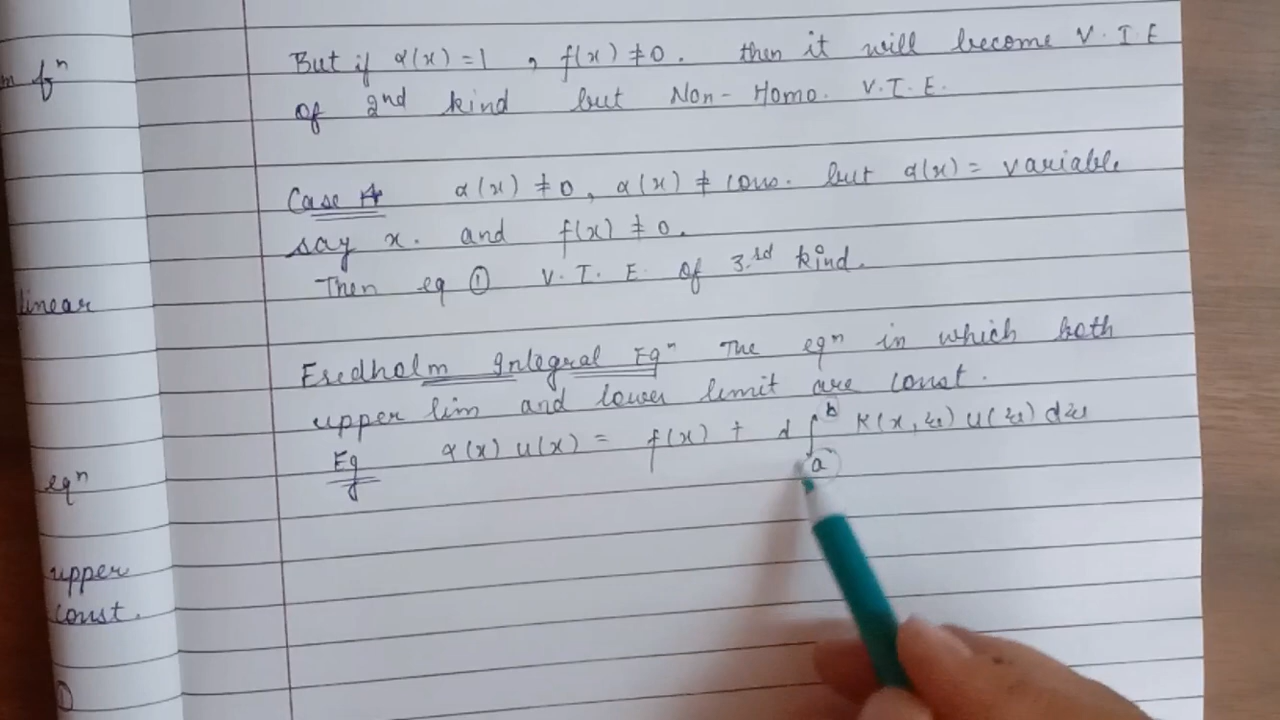 m fⁿ
linear
eqⁿ
upper
const.
①
But if α(x) = 1 , f(x) ≠ 0. then it will become V.I.E
of 2nd kind but Non-Homo. V.I.E.
Case 4 α(x) ≠ 0, α(x) ≠ cons. but α(x) = variable
say x. and f(x) ≠ 0.
Then eq ① V.I.E. of 3rd kind.
Fredholm Integral Eqⁿ The eqⁿ in which both
upper lim and lower limit are const.
Eg α(x) u(x) = f(x) + λ ∫ₐᵇ K(x, ξ) u(ξ) dξ